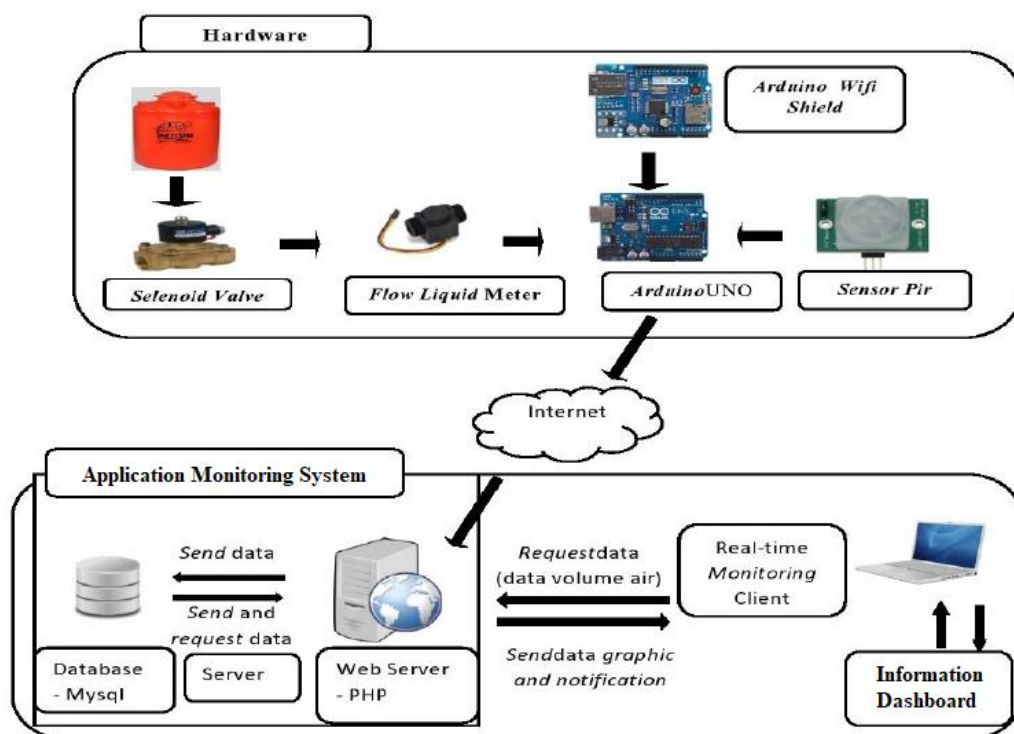 Hardware
Arduino Wifi
Shield
Selenoid Valve
Flow Liquid Meter
ArduinoUNO
Sensor Pir
Internet
Application Monitoring System
Send data
Send and
request data
Database
- Mysql
Server
Web Server
- PHP
Requestdata
(data volume air)
Senddata graphic
and notification
Real-time
Monitoring
Client
Information
Dashboard